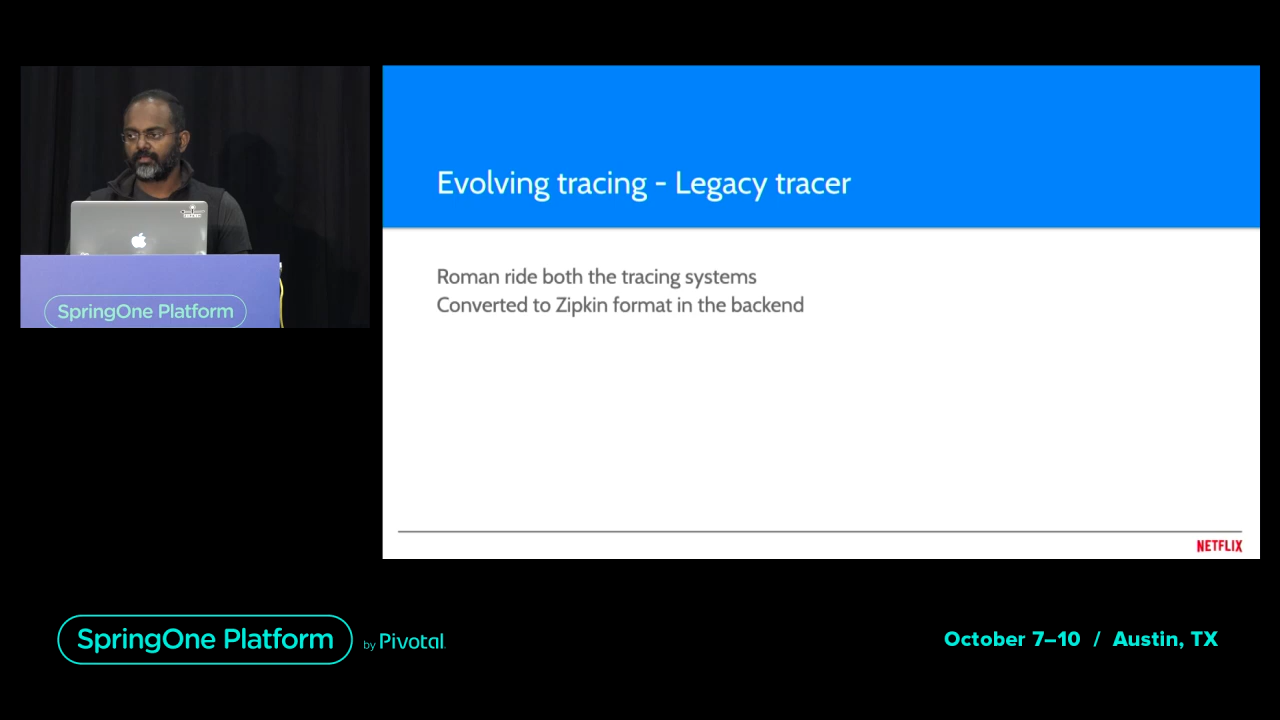 Evolving tracing - Legacy tracer
Roman ride both the tracing systems
Converted to Zipkin format in the backend
NETFLIX
SpringOne Platform
SpringOne Platform by Pivotal
October 7–10 / Austin, TX